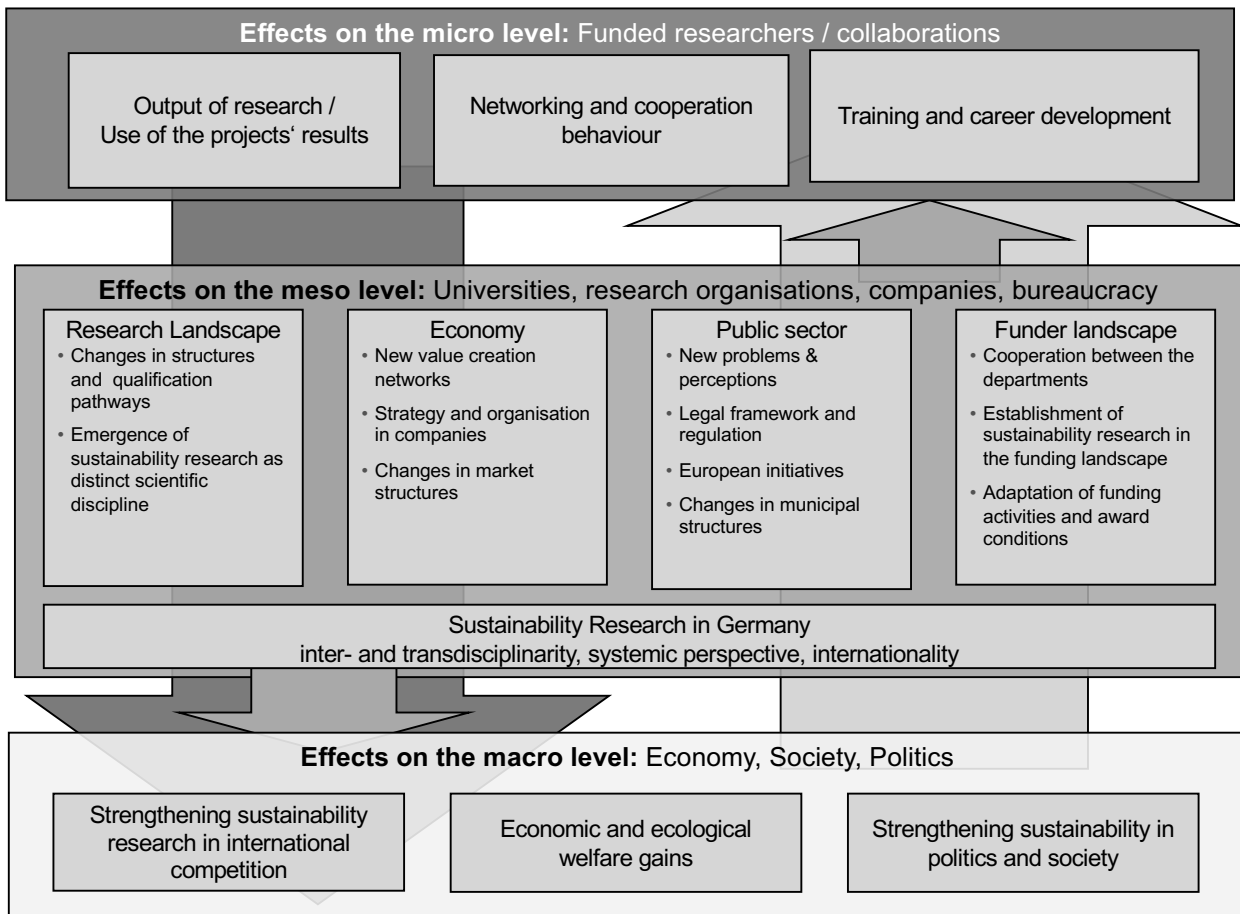 Effects on the micro level: Funded researchers / collaborations
Output of research /
Use of the projects‘ results
Networking and cooperation
behaviour
Training and career development
Effects on the meso level: Universities, research organisations, companies, bureaucracy
Research Landscape
• Changes in structures
and qualification
pathways
• Emergence of
sustainability research as
distinct scientific
discipline
Economy
• New value creation
networks
• Strategy and organisation
in companies
• Changes in market
structures
Public sector
• New problems &
perceptions
• Legal framework and
regulation
• European initiatives
• Changes in municipal
structures
Funder landscape
• Cooperation between the
departments
• Establishment of
sustainability research in
the funding landscape
• Adaptation of funding
activities and award
conditions
Sustainability Research in Germany
inter- and transdisciplinarity, systemic perspective, internationality
Effects on the macro level: Economy, Society, Politics
Strengthening sustainability
research in international
competition
Economic and ecological
welfare gains
Strengthening sustainability in
politics and society